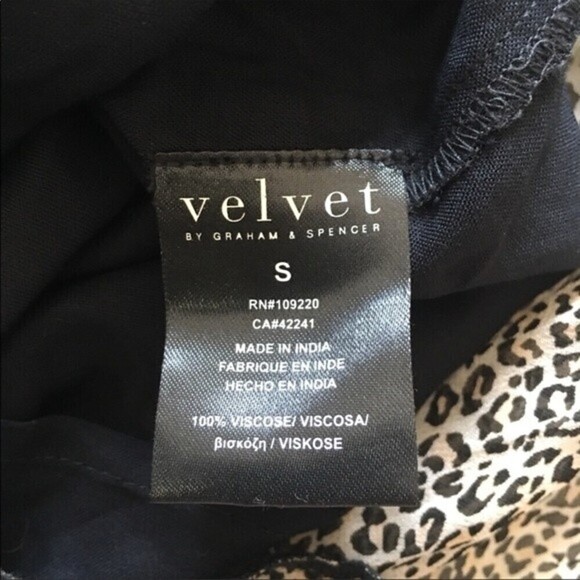 velvet
BY GRAHAM & SPENCER
S
RN#109220
CA#42241
MADE IN INDIA
FABRIQUE EN INDE
HECHO EN INDIA
100% VISCOSE/ VISCOSA/
βισκόζη / VISKOSE